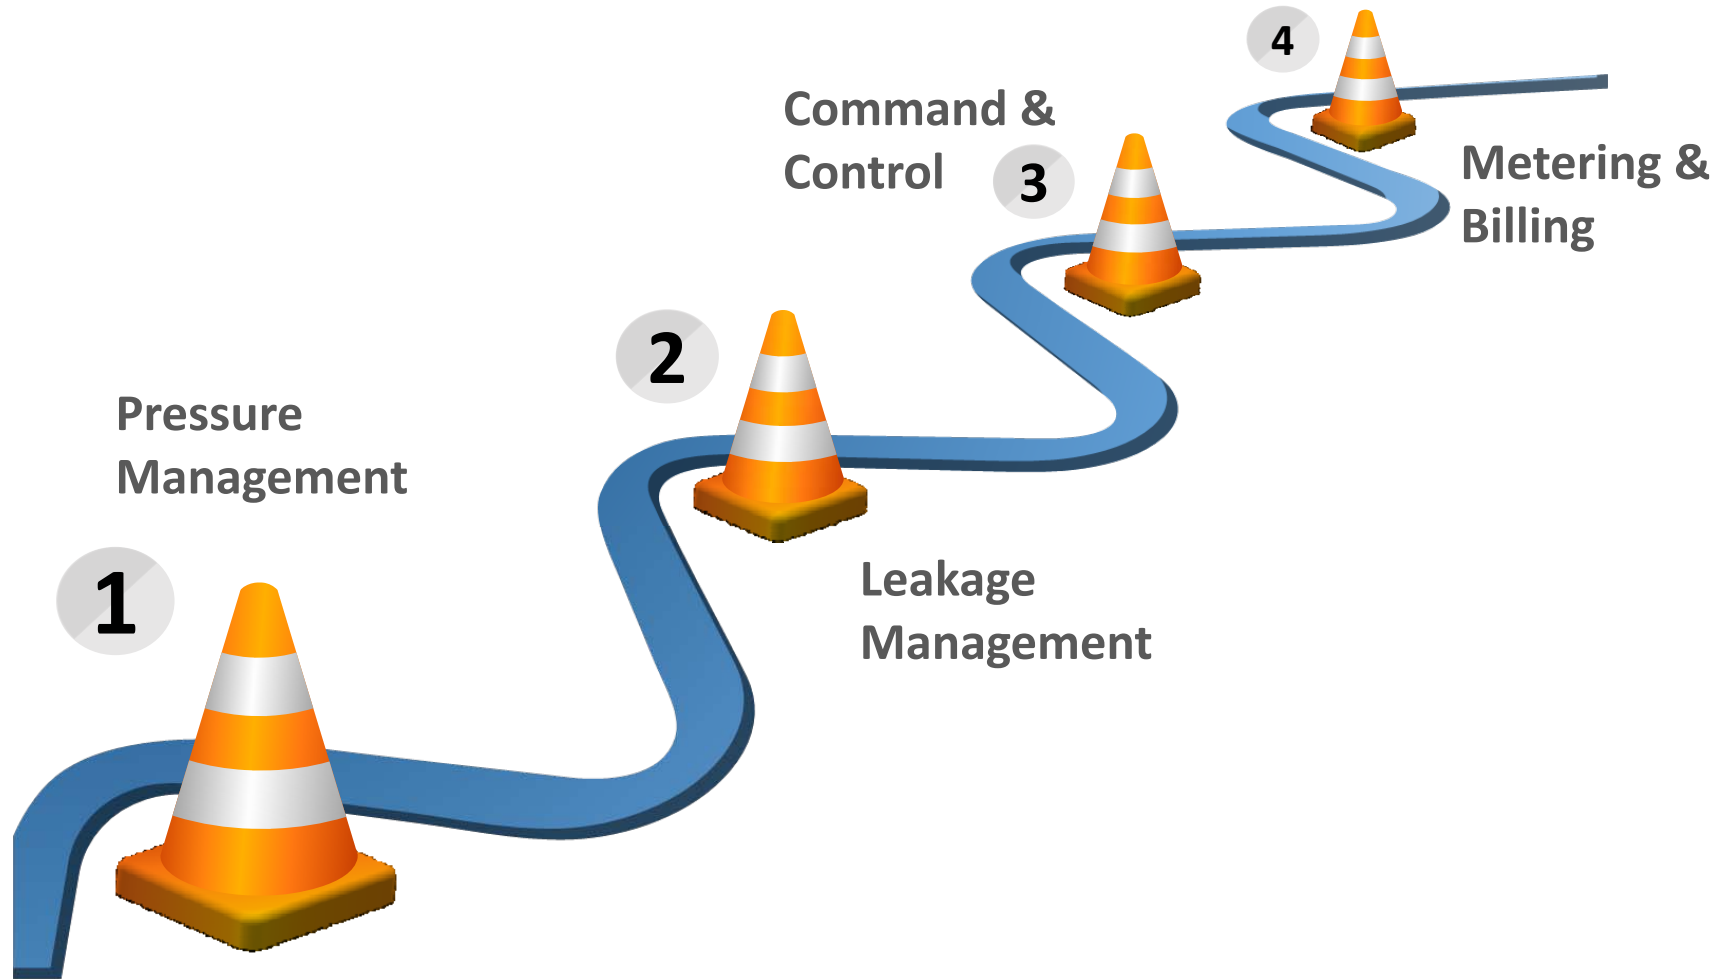 1
Pressure
Management
2
Leakage
Management
3
Command &
Control
4
Metering &
Billing